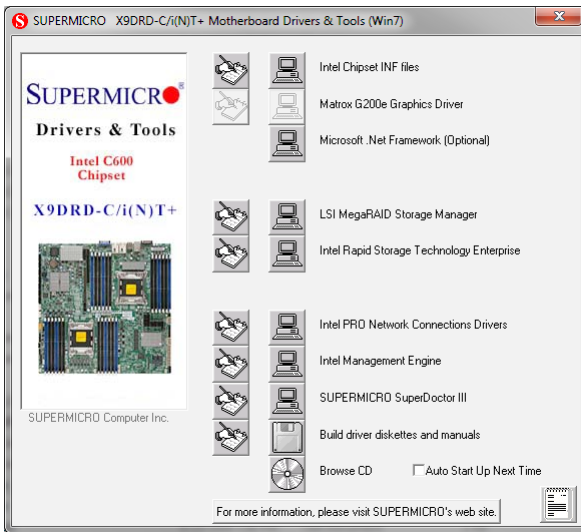 SUPERMICRO X9DRD-C/i(N)T+ Motherboard Drivers & Tools (Win7)
SUPERMICRO®
Drivers & Tools
Intel C600
Chipset
X9DRD-C/i(N)T+
SUPERMICRO Computer Inc.
Intel Chipset INF files
Matrox G200e Graphics Driver
Microsoft .Net Framework (Optional)
LSI MegaRAID Storage Manager
Intel Rapid Storage Technology Enterprise
Intel PRO Network Connections Drivers
Intel Management Engine
SUPERMICRO SuperDoctor III
Build driver diskettes and manuals
Browse CD Auto Start Up Next Time
For more information, please visit SUPERMICRO's web site.